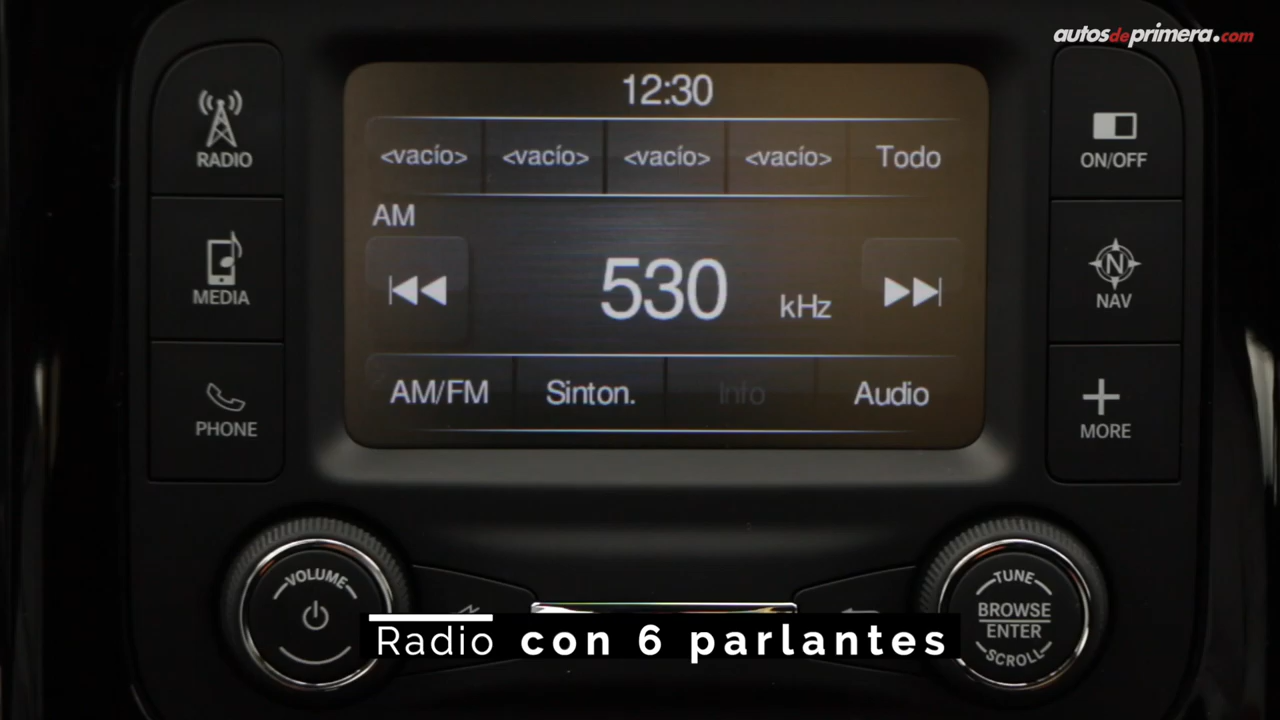 autosdeprimera.com
12:30
RADIO
<vacío> <vacío> <vacío> <vacío> Todo
ON/OFF
AM
530 kHz
MEDIA
NAV
AM/FM Sinton. Info Audio
PHONE
MORE
VOLUME
TUNE
BROWSE
ENTER
SCROLL
Radio con 6 parlantes